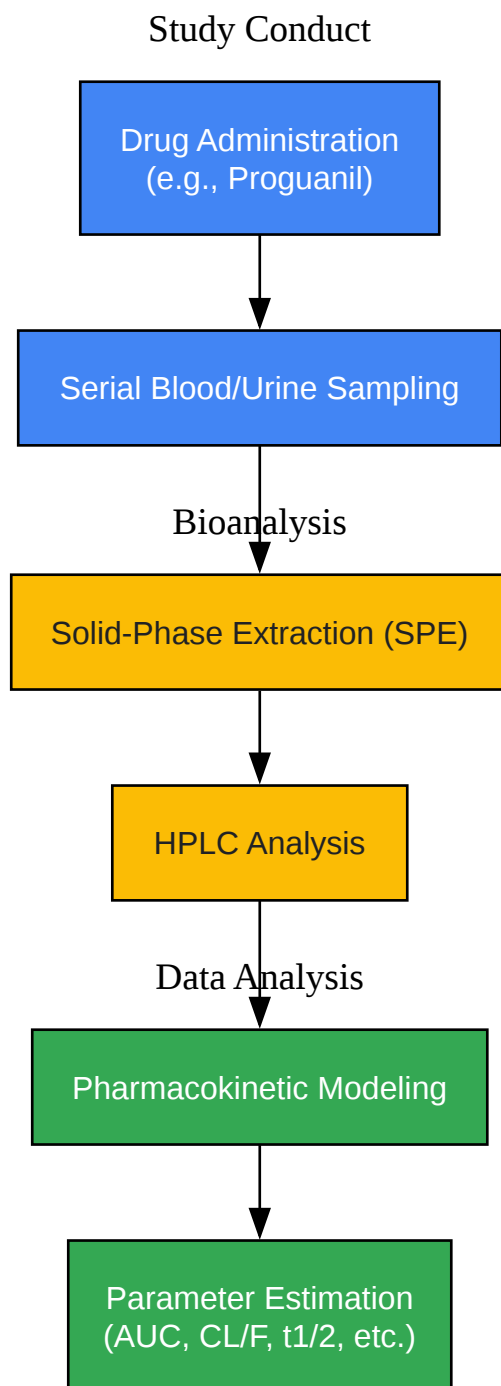 Study Conduct
Drug Administration
(e.g., Proguanil)
Serial Blood/Urine Sampling
Bioanalysis
Solid-Phase Extraction (SPE)
HPLC Analysis
Data Analysis
Pharmacokinetic Modeling
Parameter Estimation
(AUC, CL/F, t1/2, etc.)